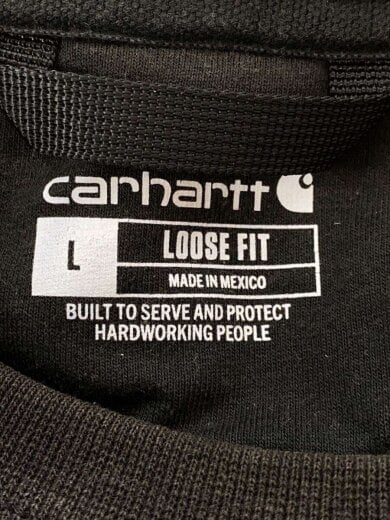 carhartt
L
LOOSE FIT
MADE IN MEXICO
BUILT TO SERVE AND PROTECT
HARDWORKING PEOPLE